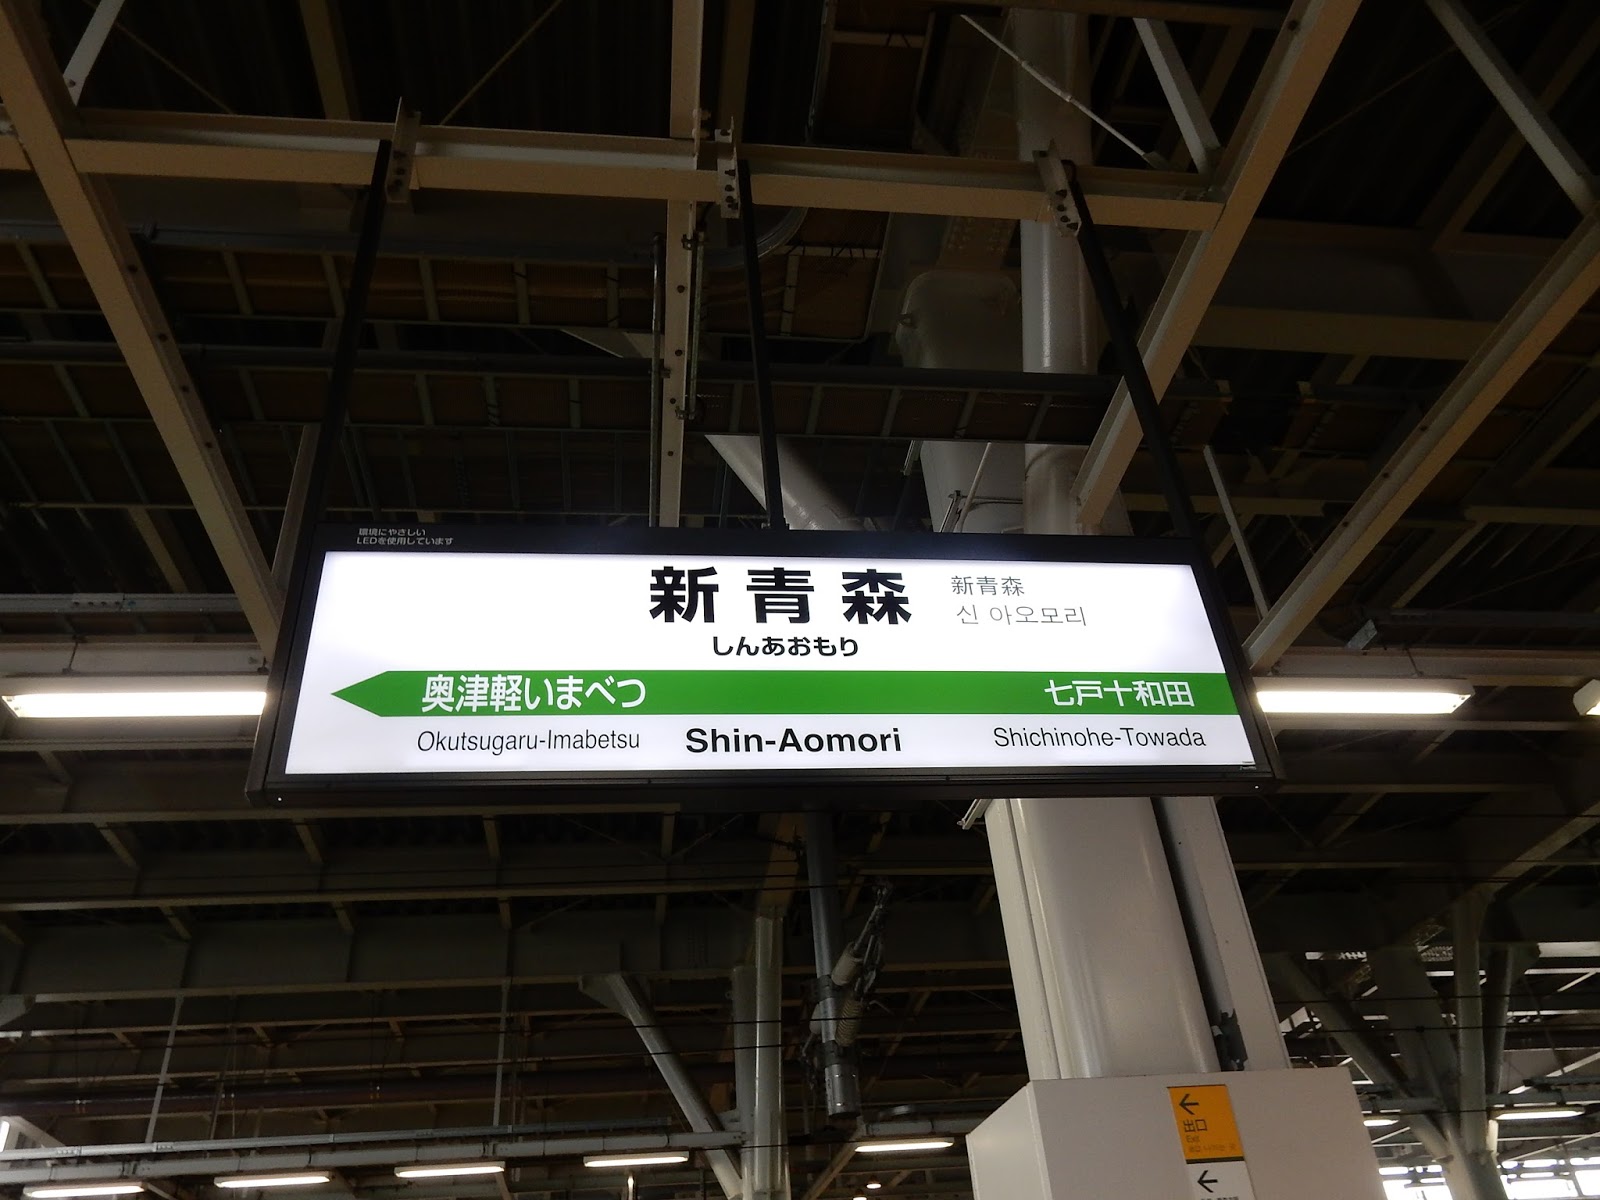 環境にやさしい
LEDを使用しています
新青森
新青森
신 아오모리
しんあおもり
奥津軽いまべつ
七戸十和田
Okutsugaru-Imabetsu
Shin-Aomori
Shichinohe-Towada
←
出口
Exit
←